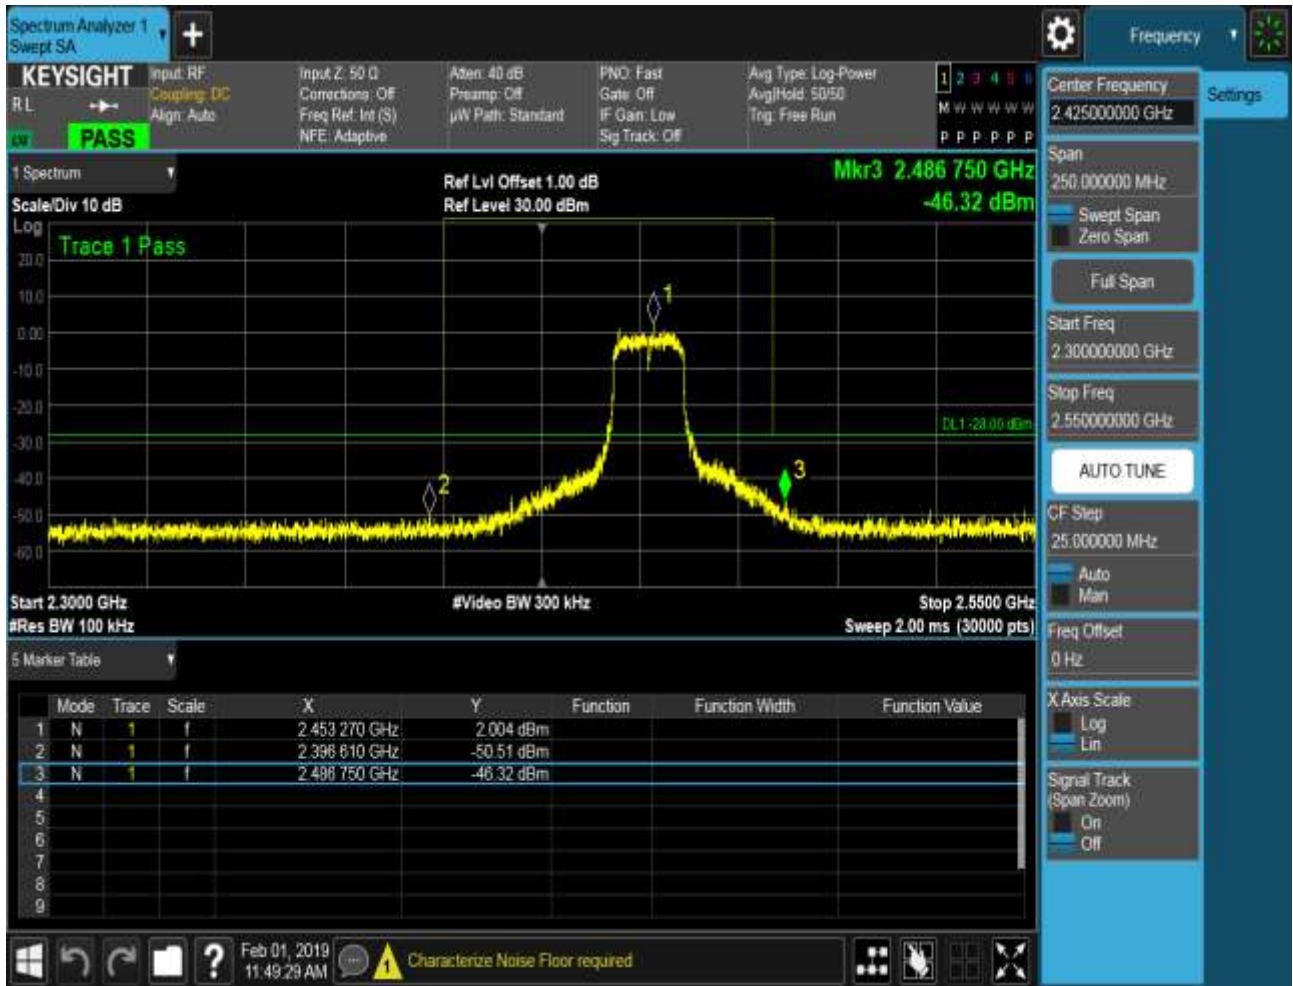 Spectrum Analyzer 1
Swept SA
Frequency
KEYSIGHT
R L
PASS
Input: RF
Coupling: DC
Align: Auto
Input Z: 50 Ω
Corrections: Off
Freq Ref: Int (S)
NFE: Adaptive
Atten: 40 dB
Preamp: Off
µW Path: Standard
PNO: Fast
Gate: Off
IF Gain: Low
Sig Track: Off
Avg Type: Log-Power
Avg|Hold: 50/50
Trig: Free Run
1 2 3 4 5 6
M W W W W W
P P P P P P
1 Spectrum
Scale/Div 10 dB
Ref Lvl Offset 1.00 dB
Ref Level 30.00 dBm
Mkr3 2.486 750 GHz
-46.32 dBm
Log
Trace 1 Pass
20.0
10.0
0.00
-10.0
-20.0
-30.0
-40.0
-50.0
-60.0
1
2
3
DL1 -28.00 dBm
Start 2.3000 GHz
#Video BW 300 kHz
Stop 2.5500 GHz
#Res BW 100 kHz
Sweep 2.00 ms (30000 pts)
5 Marker Table
Mode Trace Scale X Y Function Function Width Function Value
1 N 1 f 2.453 270 GHz 2.004 dBm
2 N 1 f 2.396 610 GHz -50.51 dBm
3 N 1 f 2.486 750 GHz -46.32 dBm
4
5
6
7
8
9
Feb 01, 2019
11:49:29 AM
1
Characterize Noise Floor required
Settings
Center Frequency
2.425000000 GHz
Span
250.000000 MHz
Swept Span
Zero Span
Full Span
Start Freq
2.300000000 GHz
Stop Freq
2.550000000 GHz
AUTO TUNE
CF Step
25.000000 MHz
Auto
Man
Freq Offset
0 Hz
X Axis Scale
Log
Lin
Signal Track
(Span Zoom)
On
Off